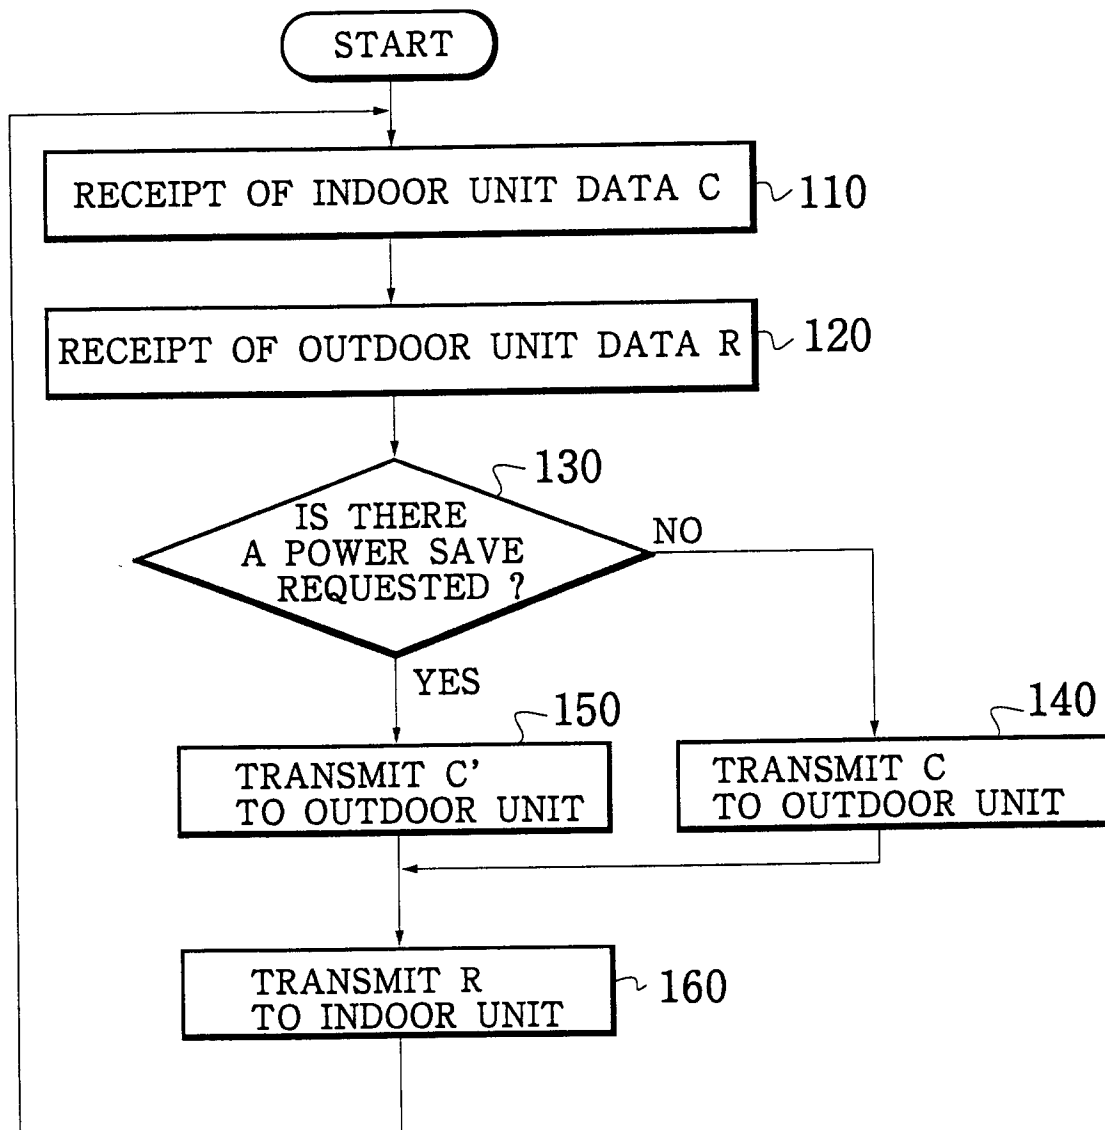 START
RECEIPT OF INDOOR UNIT DATA C
110
RECEIPT OF OUTDOOR UNIT DATA R
120
130
IS THERE
A POWER SAVE
REQUESTED ?
NO
YES
150
TRANSMIT C'
TO OUTDOOR UNIT
140
TRANSMIT C
TO OUTDOOR UNIT
TRANSMIT R
TO INDOOR UNIT
160